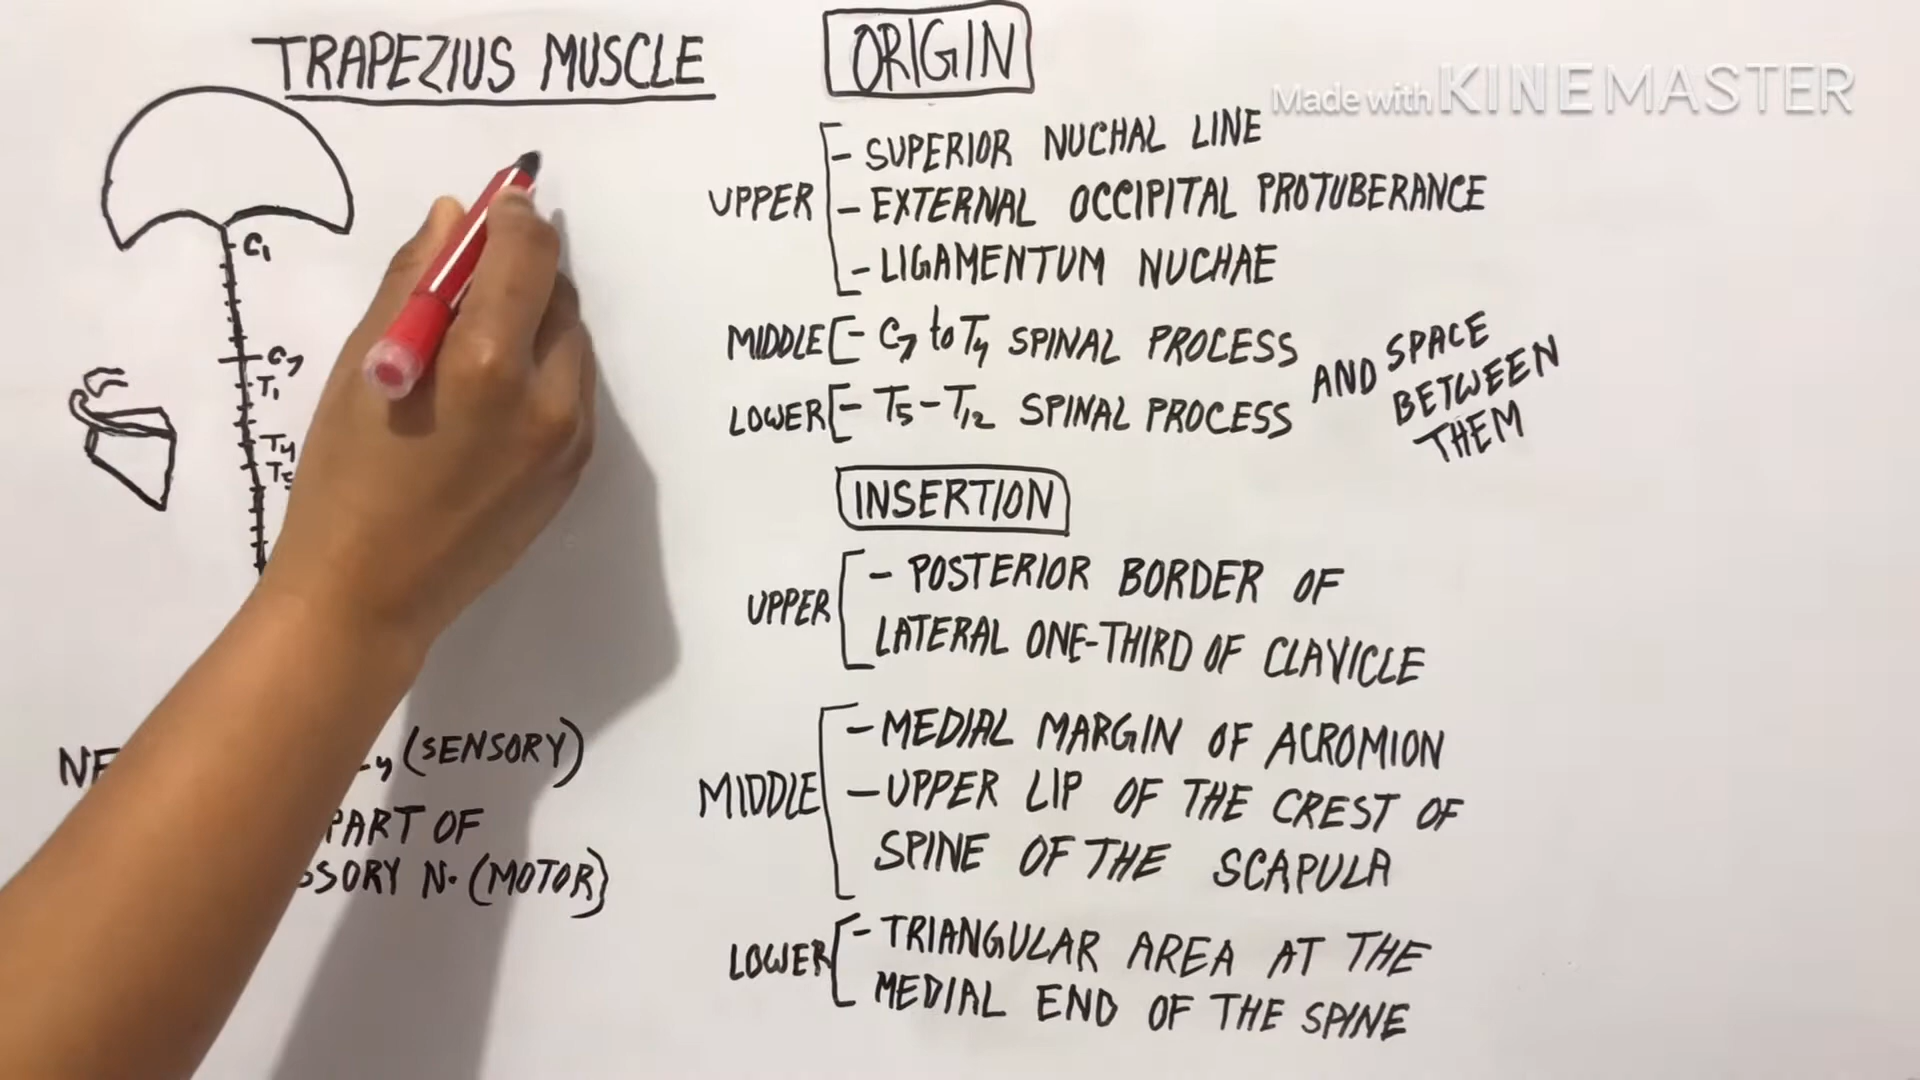 TRAPEZIUS MUSCLE
C1
C7
T1
T4
(SENSORY)
PART OF
N. (MOTOR)
ORIGIN
UPPER
- SUPERIOR NUCHAL LINE
- EXTERNAL OCCIPITAL PROTUBERANCE
- LIGAMENTUM NUCHAE
MIDDLE - C7 to T4 SPINAL PROCESS
LOWER - T5-T12 SPINAL PROCESS
AND SPACE
BETWEEN
THEM
INSERTION
UPPER
- POSTERIOR BORDER OF
LATERAL ONE-THIRD OF CLAVICLE
MIDDLE
- MEDIAL MARGIN OF ACROMION
- UPPER LIP OF THE CREST OF
SPINE OF THE SCAPULA
LOWER
- TRIANGULAR AREA AT THE
MEDIAL END OF THE SPINE
Made with KINEMASTER